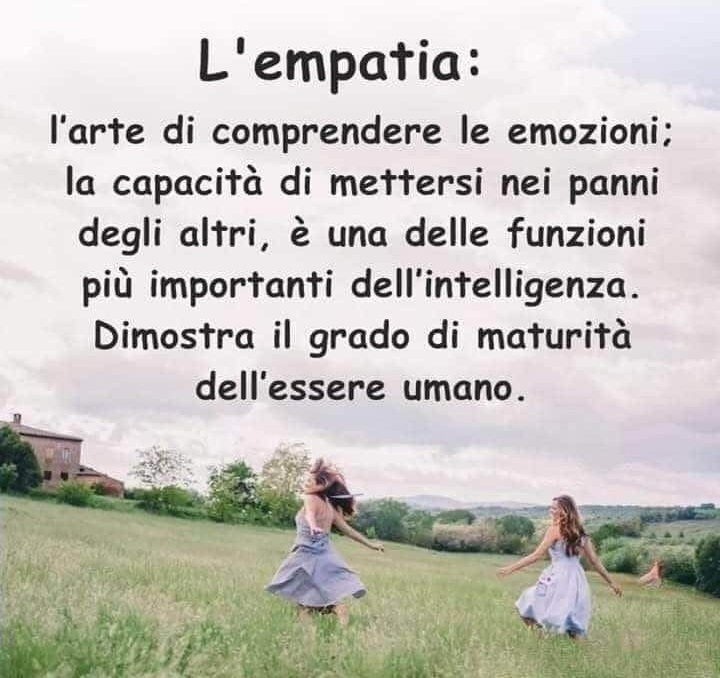 L'empatia:
l'arte di comprendere le emozioni;
la capacità di mettersi nei panni
degli altri, è una delle funzioni
più importanti dell'intelligenza.
Dimostra il grado di maturità
dell'essere umano.